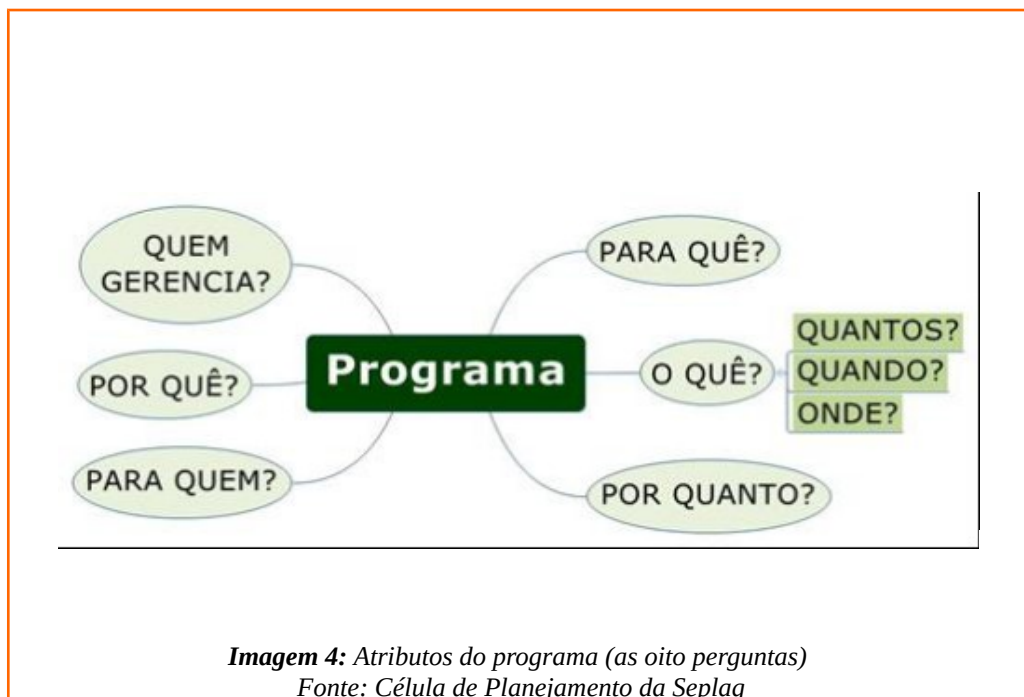 QUEM
GERENCIA?
POR QUÊ?
PARA QUEM?
Programa
PARA QUÊ?
O QUÊ?
QUANTOS?
QUANDO?
ONDE?
POR QUANTO?
Imagem 4: Atributos do programa (as oito perguntas)
Fonte: Célula de Planejamento da Seplag